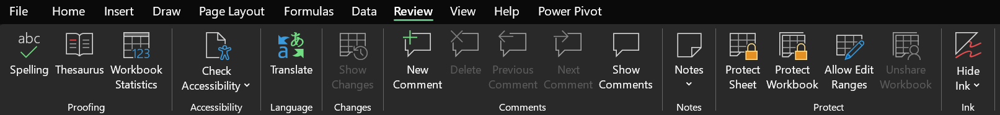 File Home Insert Draw Page Layout Formulas Data Review View Help Power Pivot
abc
123
あ
a
Spelling Thesaurus Workbook Statistics
Check Accessibility
Translate
Show Changes
New Comment Delete Previous Comment Next Comment Show Comments
Notes
Protect Sheet Protect Workbook Allow Edit Ranges Unshare Workbook
Hide Ink
Proofing Accessibility Language Changes Comments Notes Protect Ink